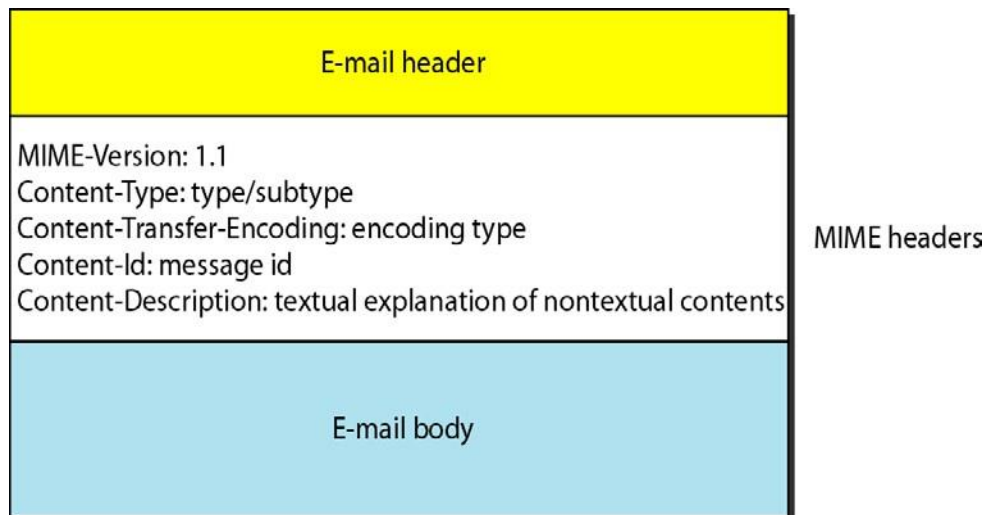 E-mail header
MIME-Version: 1.1
Content-Type: type/subtype
Content-Transfer-Encoding: encoding type
Content-Id: message id
Content-Description: textual explanation of nontextual contents
MIME headers
E-mail body